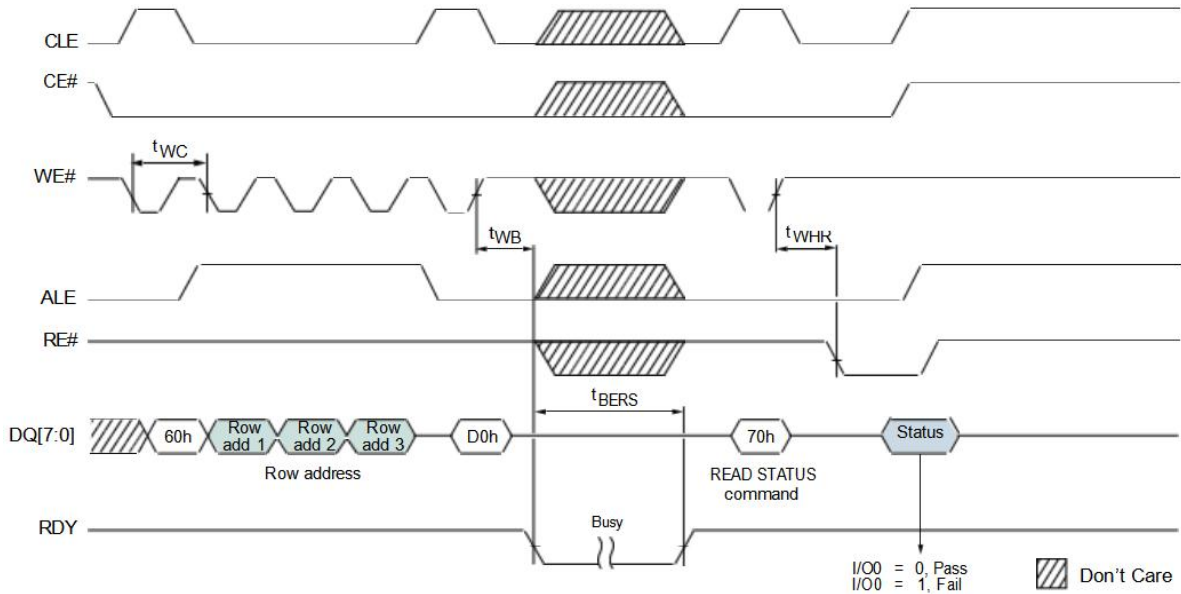 CLE
CE#
tWC
WE#
tWB
tWHR
ALE
RE#
tBERS
DQ[7:0]
60h
Row add 1
Row add 2
Row add 3
D0h
70h
Status
Row address
READ STATUS
command
RDY
Busy
I/O0 = 0, Pass
I/O0 = 1, Fail
Don't Care